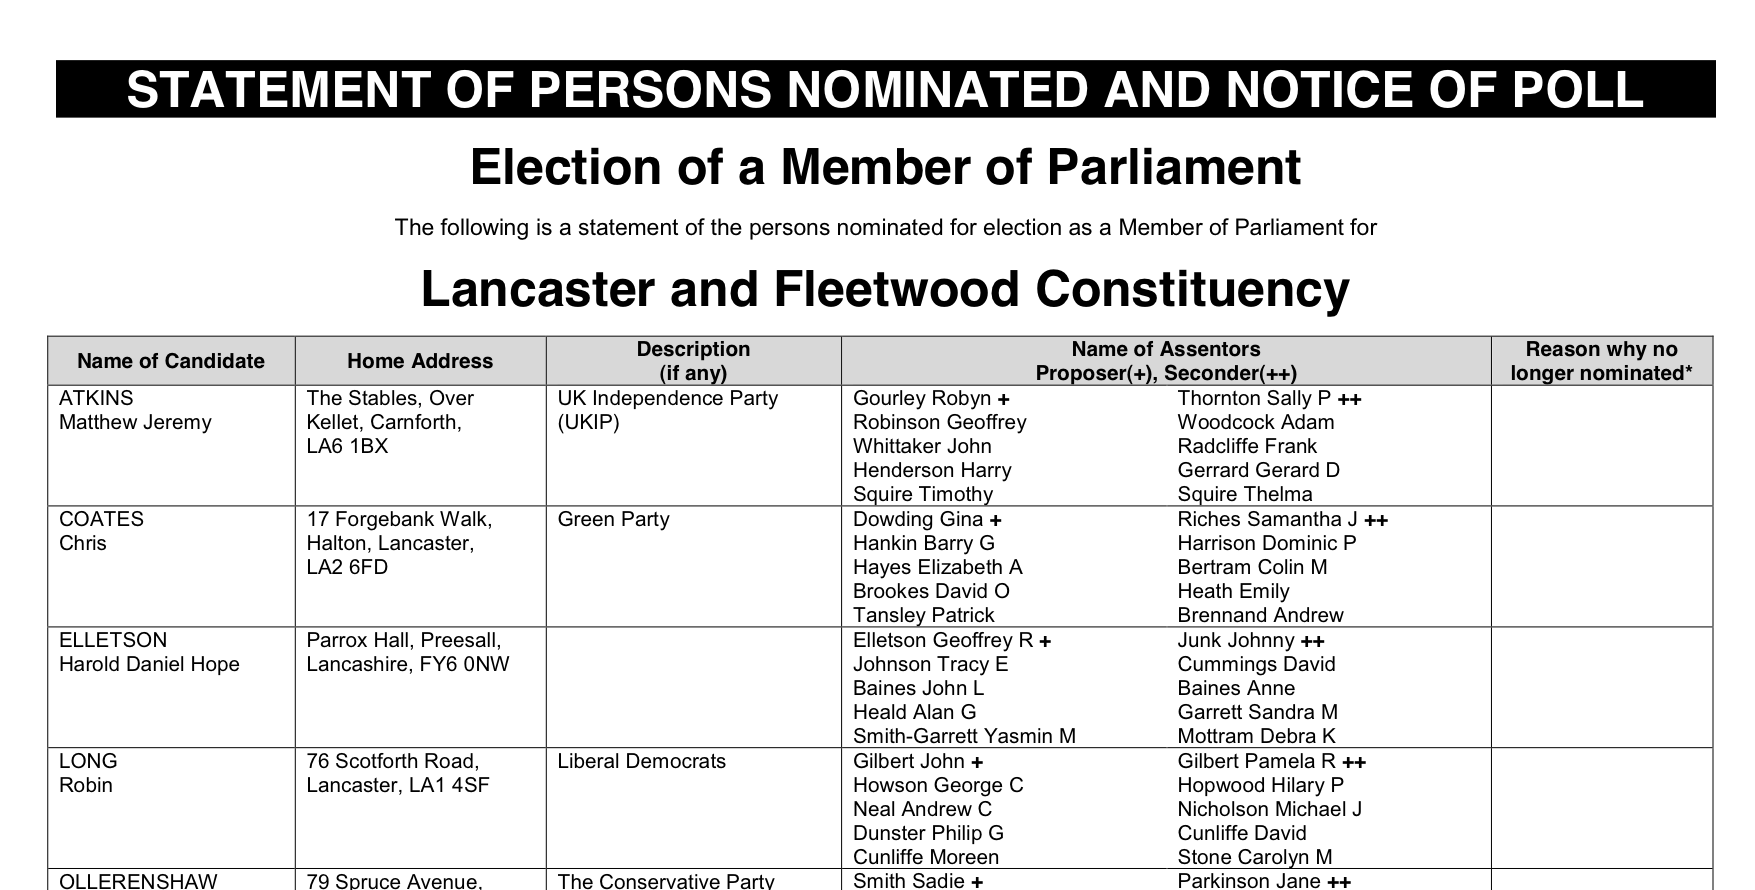 STATEMENT OF PERSONS NOMINATED AND NOTICE OF POLL
Election of a Member of Parliament
The following is a statement of the persons nominated for election as a Member of Parliament for
Lancaster and Fleetwood Constituency
Name of Candidate Home Address Description (if any) Name of Assentors Proposer(+), Seconder(++) Reason why no longer nominated*
ATKINS The Stables, Over UK Independence Party Gourley Robyn + Thornton Sally P ++
Matthew Jeremy Kellet, Carnforth, (UKIP) Robinson Geoffrey Woodcock Adam
LA6 1BX Whittaker John Radcliffe Frank
Henderson Harry Gerrard Gerard D
Squire Timothy Squire Thelma
COATES 17 Forgebank Walk, Green Party Dowding Gina + Riches Samantha J ++
Chris Halton, Lancaster, Hankin Barry G Harrison Dominic P
LA2 6FD Hayes Elizabeth A Bertram Colin M
Brookes David O Heath Emily
Tansley Patrick Brennand Andrew
ELLETSON Parrox Hall, Preesall, Elletson Geoffrey R + Junk Johnny ++
Harold Daniel Hope Lancashire, FY6 0NW Johnson Tracy E Cummings David
Baines John L Baines Anne
Heald Alan G Garrett Sandra M
Smith-Garrett Yasmin M Mottram Debra K
LONG 76 Scotforth Road, Liberal Democrats Gilbert John + Gilbert Pamela R ++
Robin Lancaster, LA1 4SF Howson George C Hopwood Hilary P
Neal Andrew C Nicholson Michael J
Dunster Philip G Cunliffe David
Cunliffe Moreen Stone Carolyn M
OLLERENSHAW 79 Spruce Avenue, The Conservative Party Smith Sadie + Parkinson Jane ++